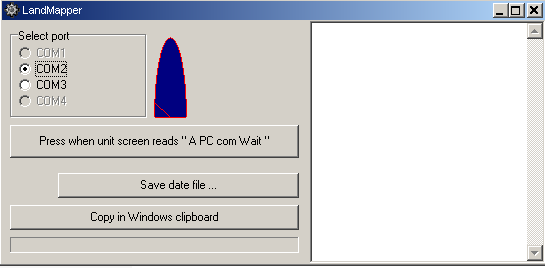 LandMapper
Select port
COM1
COM2
COM3
COM4
Press when unit screen reads " A PC com Wait "
Save date file ...
Copy in Windows clipboard